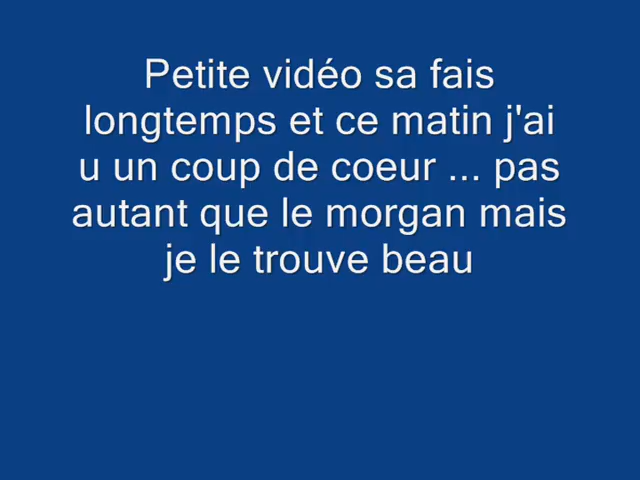 Petite vidéo sa fais
longtemps et ce matin j'ai
u un coup de coeur ... pas
autant que le morgan mais
je le trouve beau